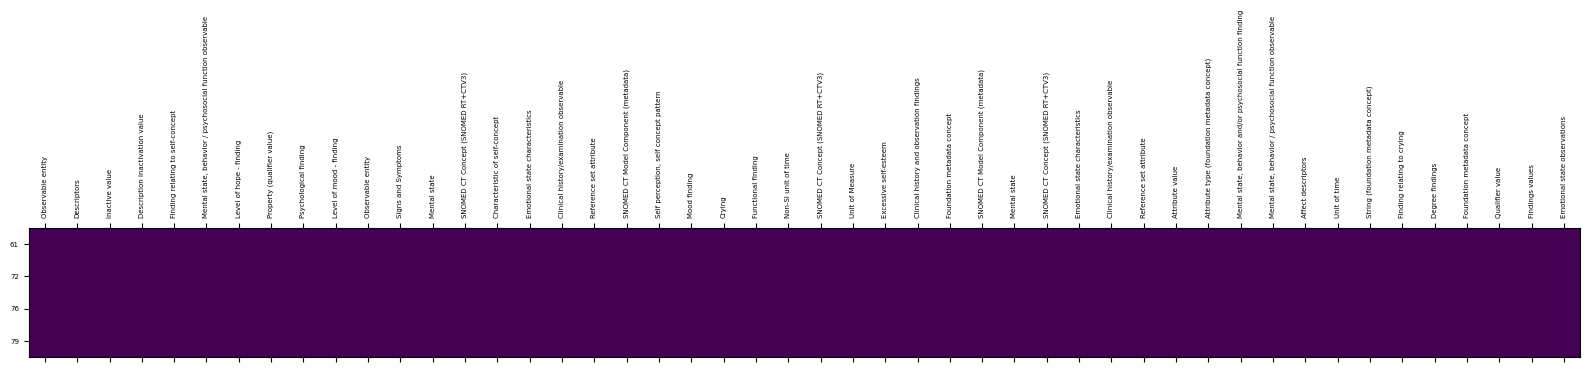 Observable entity
Descriptors
Inactive value
Description inactivation value
Finding relating to self-concept
Mental state, behavior / psychosocial function observable
Level of hope - finding
Property (qualifier value)
Psychological finding
Level of mood - finding
Observable entity
Signs and Symptoms
Mental state
SNOMED CT Concept (SNOMED RT+CTV3)
Characteristic of self-concept
Emotional state characteristics
Clinical history/examination observable
Reference set attribute
SNOMED CT Model Component (metadata)
Self perception, self concept pattern
Mood finding
Crying
Functional finding
Non-SI unit of time
SNOMED CT Concept (SNOMED RT+CTV3)
Unit of Measure
Excessive self-esteem
Clinical history and observation findings
Foundation metadata concept
SNOMED CT Model Component (metadata)
Mental state
SNOMED CT Concept (SNOMED RT+CTV3)
Emotional state characteristics
Clinical history/examination observable
Reference set attribute
Attribute value
Attribute type (foundation metadata concept)
Mental state, behavior and/or psychosocial function finding
Mental state, behavior / psychosocial function observable
Affect descriptors
Unit of time
String (foundation metadata concept)
Finding relating to crying
Degree findings
Foundation metadata concept
Qualifier value
Findings values
Emotional state observations
61
72
76
79